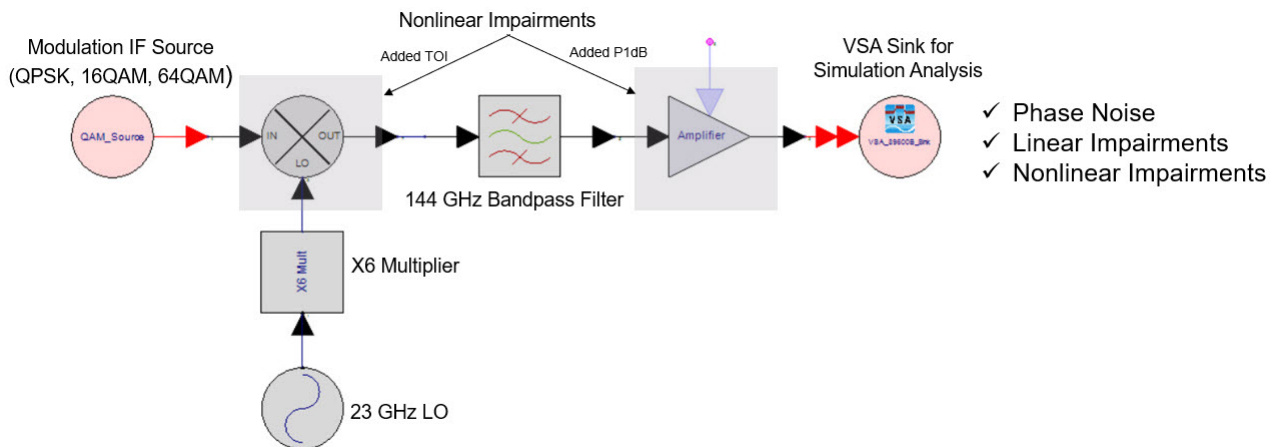 Nonlinear Impairments
Modulation IF Source
(QPSK, 16QAM, 64QAM)
Added TOI
Added P1dB
VSA Sink for
Simulation Analysis
QAM_Source
IN
OUT
LO
Amplifier
VSA
VSA_89600B_Sink
✓ Phase Noise
✓ Linear Impairments
✓ Nonlinear Impairments
144 GHz Bandpass Filter
X6 Mult
X6 Multiplier
23 GHz LO